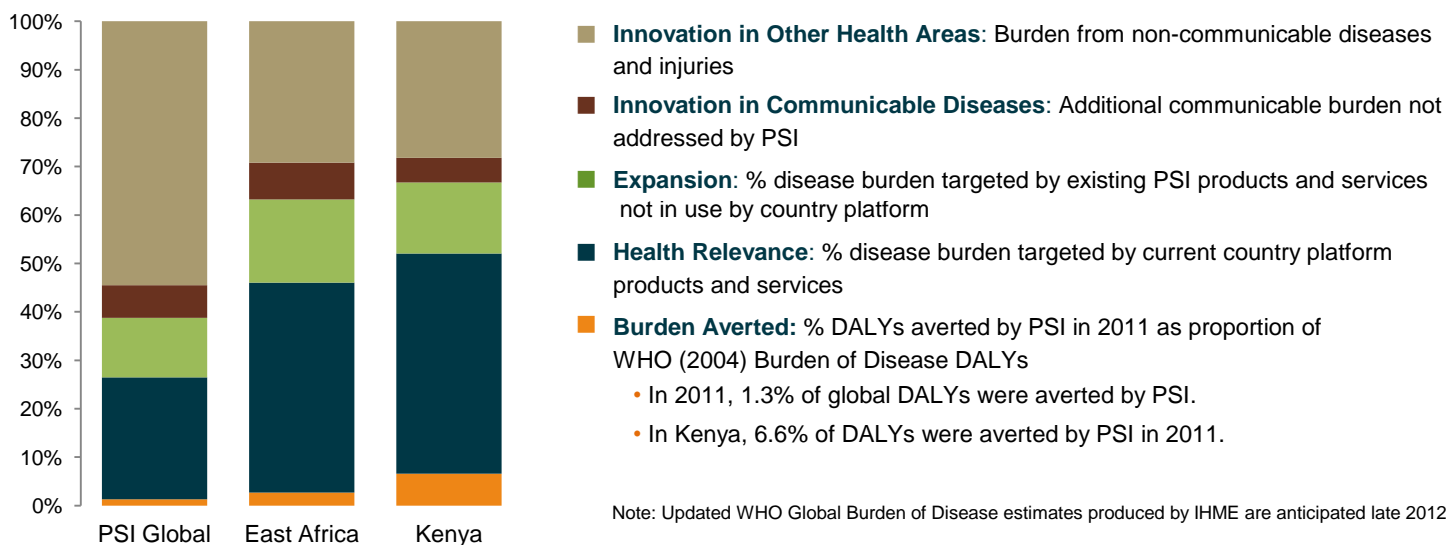 100%
90%
80%
70%
60%
50%
40%
30%
20%
10%
0%
PSI Global East Africa Kenya
Innovation in Other Health Areas: Burden from non-communicable diseases
and injuries
Innovation in Communicable Diseases: Additional communicable burden not
addressed by PSI
Expansion: % disease burden targeted by existing PSI products and services
not in use by country platform
Health Relevance: % disease burden targeted by current country platform
products and services
Burden Averted: % DALYs averted by PSI in 2011 as proportion of
WHO (2004) Burden of Disease DALYs
• In 2011, 1.3% of global DALYs were averted by PSI.
• In Kenya, 6.6% of DALYs were averted by PSI in 2011.
Note: Updated WHO Global Burden of Disease estimates produced by IHME are anticipated late 2012